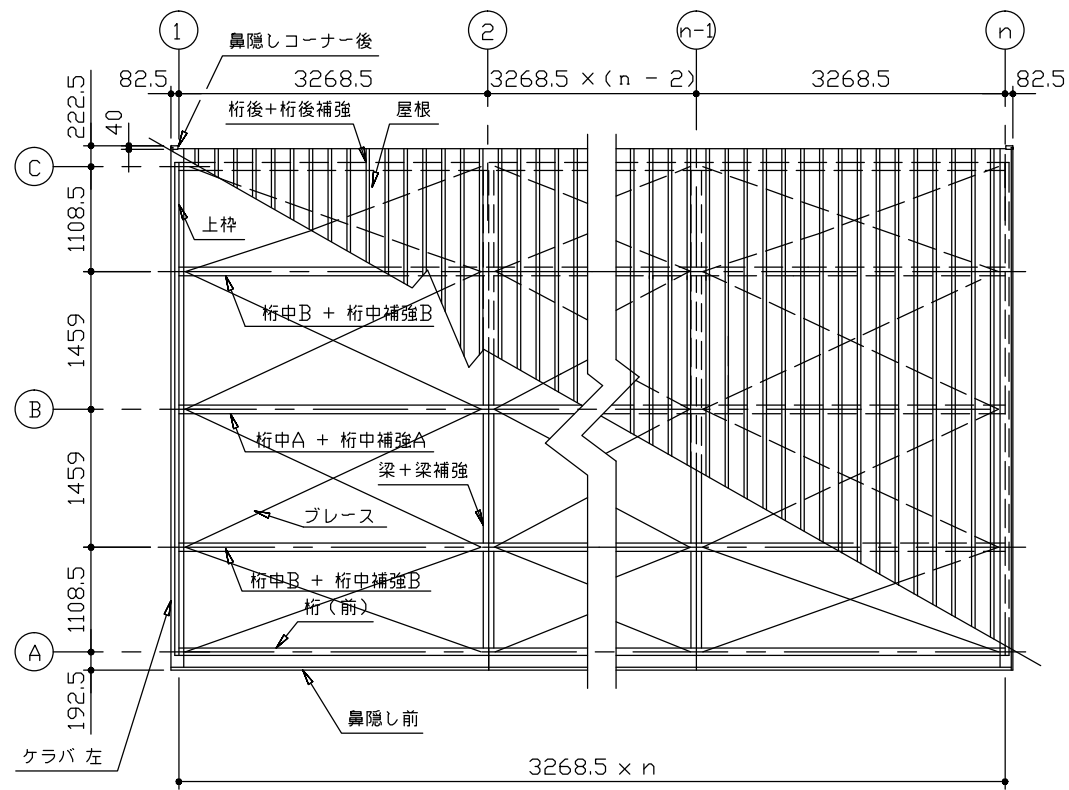 1
2
n-1
n
鼻隠しコーナー後
82.5
3268.5
3268.5 ×(n - 2)
3268.5
82.5
222.5
40
桁後+桁後補強
屋根
C
1108.5
上枠
桁中B + 桁中補強B
1459
B
桁中A + 桁中補強A
1459
梁+梁補強
ブレース
桁中B + 桁中補強B
1108.5
桁(前)
A
192.5
鼻隠し前
ケラバ 左
3268.5 × n